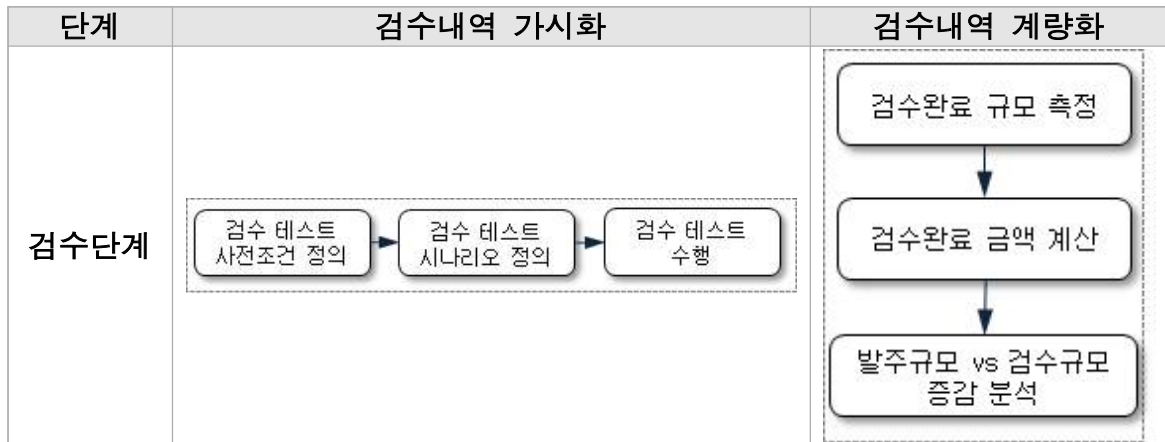 단계
검수내역 가시화
검수내역 계량화
검수단계
검수 테스트
사전조건 정의
검수 테스트
시나리오 정의
검수 테스트
수행
검수완료 규모 측정
검수완료 금액 계산
발주규모 vs 검수규모
증감 분석